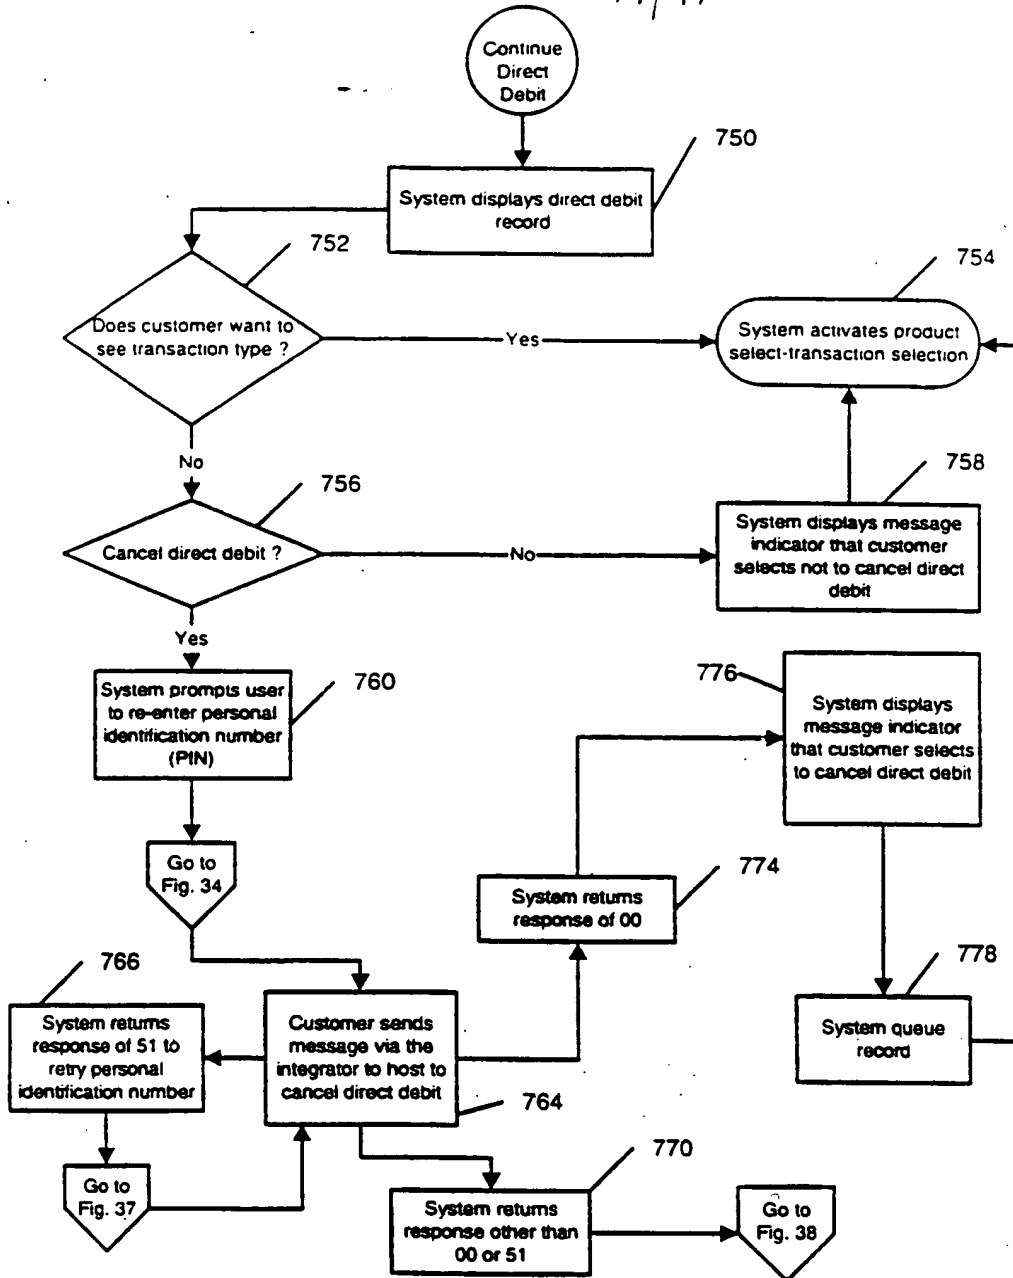 Continue
Direct
Debit
750
System displays direct debit
record
752
Does customer want to
see transaction type ?
Yes
754
System activates product
select-transaction selection
No
756
Cancel direct debit ?
No
758
System displays message
indicator that customer
selects not to cancel direct
debit
Yes
760
System prompts user
to re-enter personal
identification number
(PIN)
Go to
Fig. 34
776
System displays
message indicator
that customer selects
to cancel direct debit
774
System returns
response of 00
766
System returns
response of 51 to
retry personal
identification number
Customer sends
message via the
integrator to host to
cancel direct debit
764
778
System queue
record
Go to
Fig. 37
770
System returns
response other than
00 or 51
Go to
Fig. 38